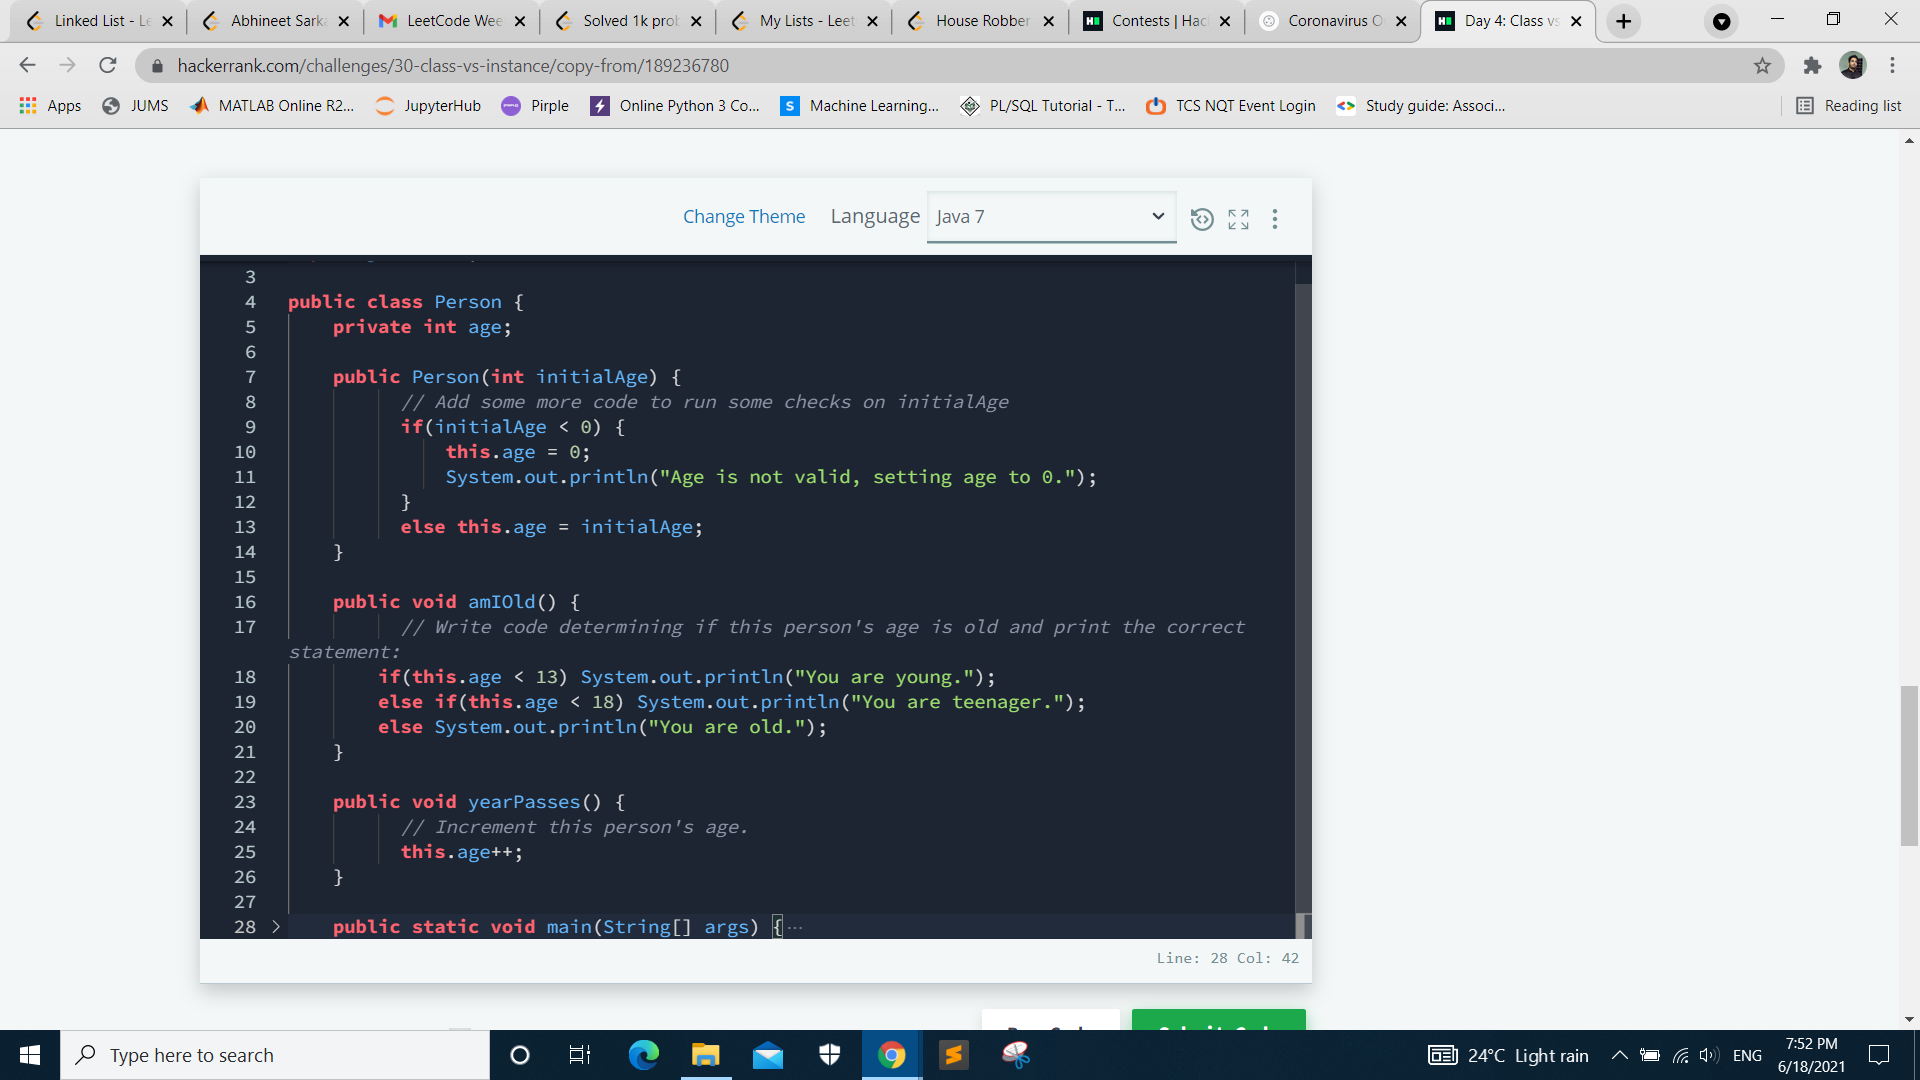 Linked List - Le
Abhineet Sarka
LeetCode Wee
Solved 1k prob
My Lists - Leet
House Robber
Contests | Hac
Coronavirus O
Day 4: Class vs
hackerrank.com/challenges/30-class-vs-instance/copy-from/189236780
Apps
JUMS
MATLAB Online R2...
JupyterHub
Pirple
Online Python 3 Co...
Machine Learning...
PL/SQL Tutorial - T...
TCS NQT Event Login
Study guide: Associ...
Reading list
Change Theme Language Java 7
3
4 public class Person {
5 private int age;
6
7 public Person(int initialAge) {
8 // Add some more code to run some checks on initialAge
9 if(initialAge < 0) {
10 this.age = 0;
11 System.out.println("Age is not valid, setting age to 0.");
12 }
13 else this.age = initialAge;
14 }
15
16 public void amIOld() {
17 // Write code determining if this person's age is old and print the correct
statement:
18 if(this.age < 13) System.out.println("You are young.");
19 else if(this.age < 18) System.out.println("You are teenager.");
20 else System.out.println("You are old.");
21 }
22
23 public void yearPasses() {
24 // Increment this person's age.
25 this.age++;
26 }
27
28 public static void main(String[] args) {...
Line: 28 Col: 42
Type here to search
24°C Light rain
ENG
7:52 PM
6/18/2021